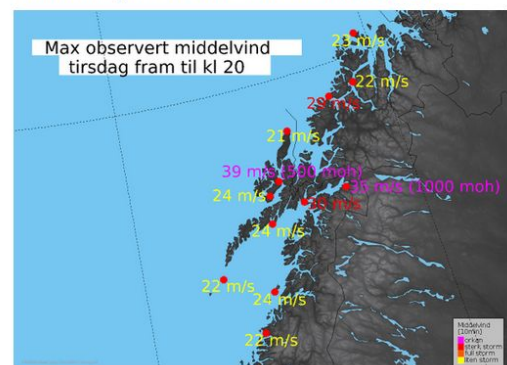 Max observert middelvind
tirsdag fram til kl 20
23 m/s
22 m/s
29 m/s
21 m/s
39 m/s (500 moh)
35 m/s (1000 moh)
24 m/s
30 m/s
24 m/s
22 m/s
24 m/s
22 m/s
Middelvind
(10min)
orkan
sterk storm
full storm
liten storm